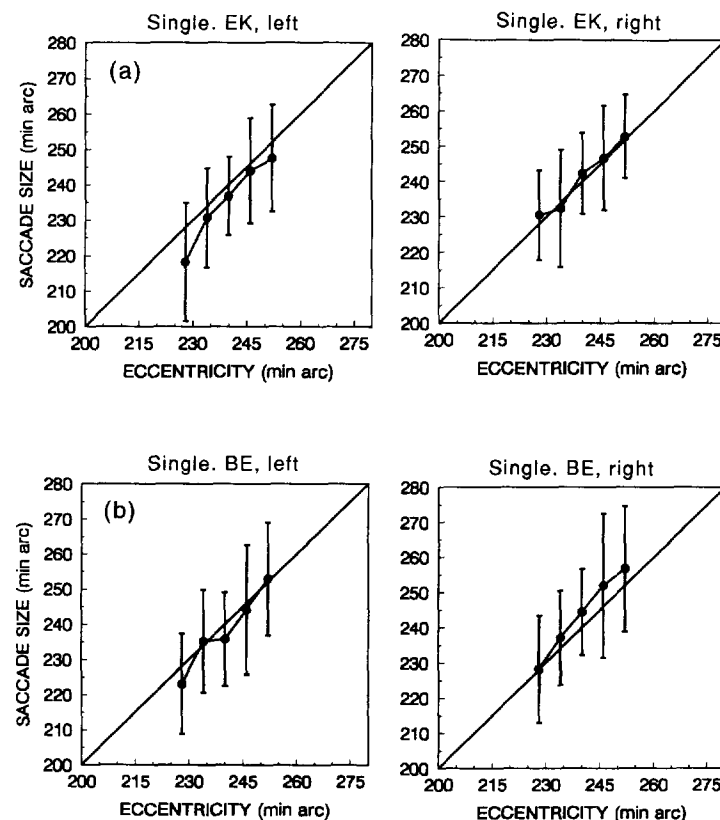 Single. EK, left
(a)
280
270
260
250
240
230
220
210
200
SACCADE SIZE (min arc)
200 215 230 245 260 275
ECCENTRICITY (min arc)
Single. EK, right
280
270
260
250
240
230
220
210
200
200 215 230 245 260 275
ECCENTRICITY (min arc)
Single. BE, left
(b)
280
270
260
250
240
230
220
210
200
SACCADE SIZE (min arc)
200 215 230 245 260 275
ECCENTRICITY (min arc)
Single. BE, right
280
270
260
250
240
230
220
210
200
200 215 230 245 260 275
ECCENTRICITY (min arc)